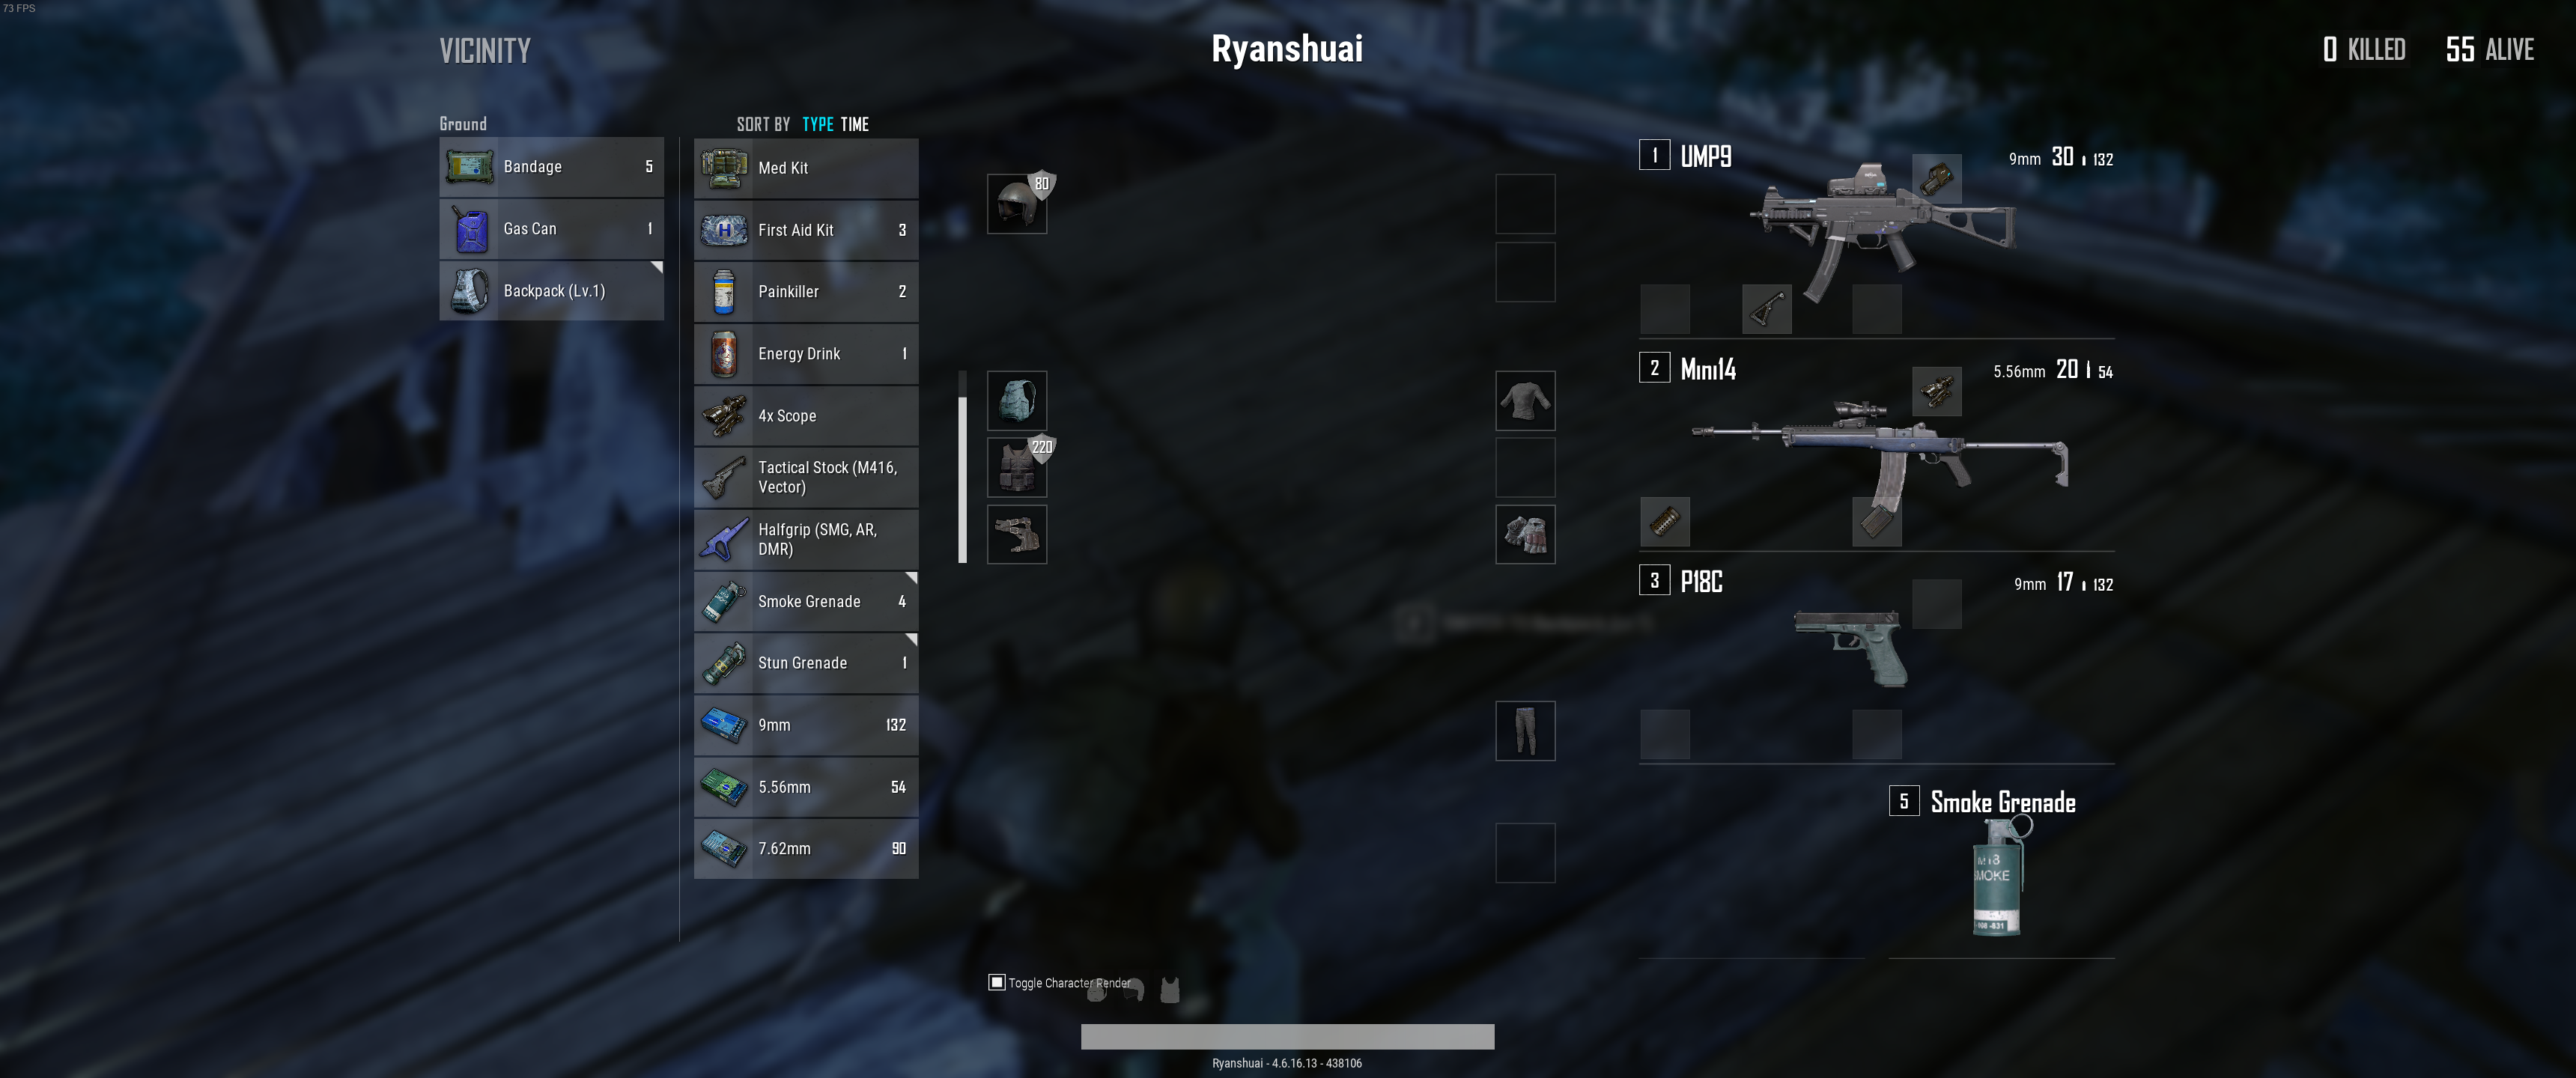 73 FPS
VICINITY
Ryanshuai
0 KILLED 55 ALIVE
Ground
Bandage 5
Gas Can 1
Backpack (Lv.1)
SORT BY TYPE TIME
Med Kit
First Aid Kit 3
Painkiller 2
Energy Drink 1
4x Scope
Tactical Stock (M416,
Vector)
Halfgrip (SMG, AR,
DMR)
Smoke Grenade 4
Stun Grenade 1
9mm 132
5.56mm 54
7.62mm 90
80
220
1 UMP9 9mm 30 132
2 Mini14 5.56mm 20 54
3 P18C 9mm 17 132
5 Smoke Grenade
M18
SMOKE
Toggle Character Render
Ryanshuai - 4.6.16.13 - 438106